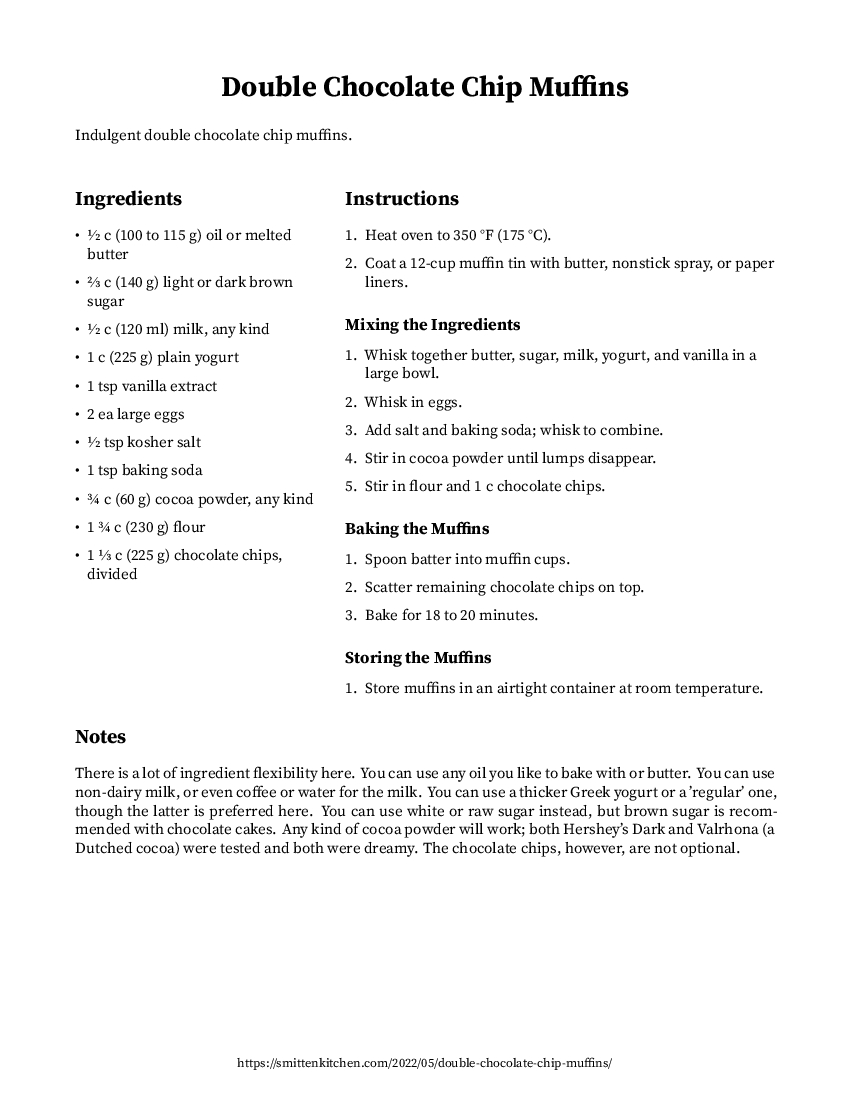 Double Chocolate Chip Muffins
Indulgent double chocolate chip muffins.
Ingredients
• ½ c (100 to 115 g) oil or melted
butter
• ⅔ c (140 g) light or dark brown
sugar
• ½ c (120 ml) milk, any kind
• 1 c (225 g) plain yogurt
• 1 tsp vanilla extract
• 2 ea large eggs
• ½ tsp kosher salt
• 1 tsp baking soda
• ¾ c (60 g) cocoa powder, any kind
• 1 ¾ c (230 g) flour
• 1 ⅓ c (225 g) chocolate chips,
divided
Instructions
1. Heat oven to 350 °F (175 °C).
2. Coat a 12-cup muffin tin with butter, nonstick spray, or paper
liners.
Mixing the Ingredients
1. Whisk together butter, sugar, milk, yogurt, and vanilla in a
large bowl.
2. Whisk in eggs.
3. Add salt and baking soda; whisk to combine.
4. Stir in cocoa powder until lumps disappear.
5. Stir in flour and 1 c chocolate chips.
Baking the Muffins
1. Spoon batter into muffin cups.
2. Scatter remaining chocolate chips on top.
3. Bake for 18 to 20 minutes.
Storing the Muffins
1. Store muffins in an airtight container at room temperature.
Notes
There is a lot of ingredient flexibility here. You can use any oil you like to bake with or butter. You can use
non-dairy milk, or even coffee or water for the milk. You can use a thicker Greek yogurt or a ’regular’ one,
though the latter is preferred here. You can use white or raw sugar instead, but brown sugar is recom-
mended with chocolate cakes. Any kind of cocoa powder will work; both Hershey’s Dark and Valrhona (a
Dutched cocoa) were tested and both were dreamy. The chocolate chips, however, are not optional.
https://smittenkitchen.com/2022/05/double-chocolate-chip-muffins/